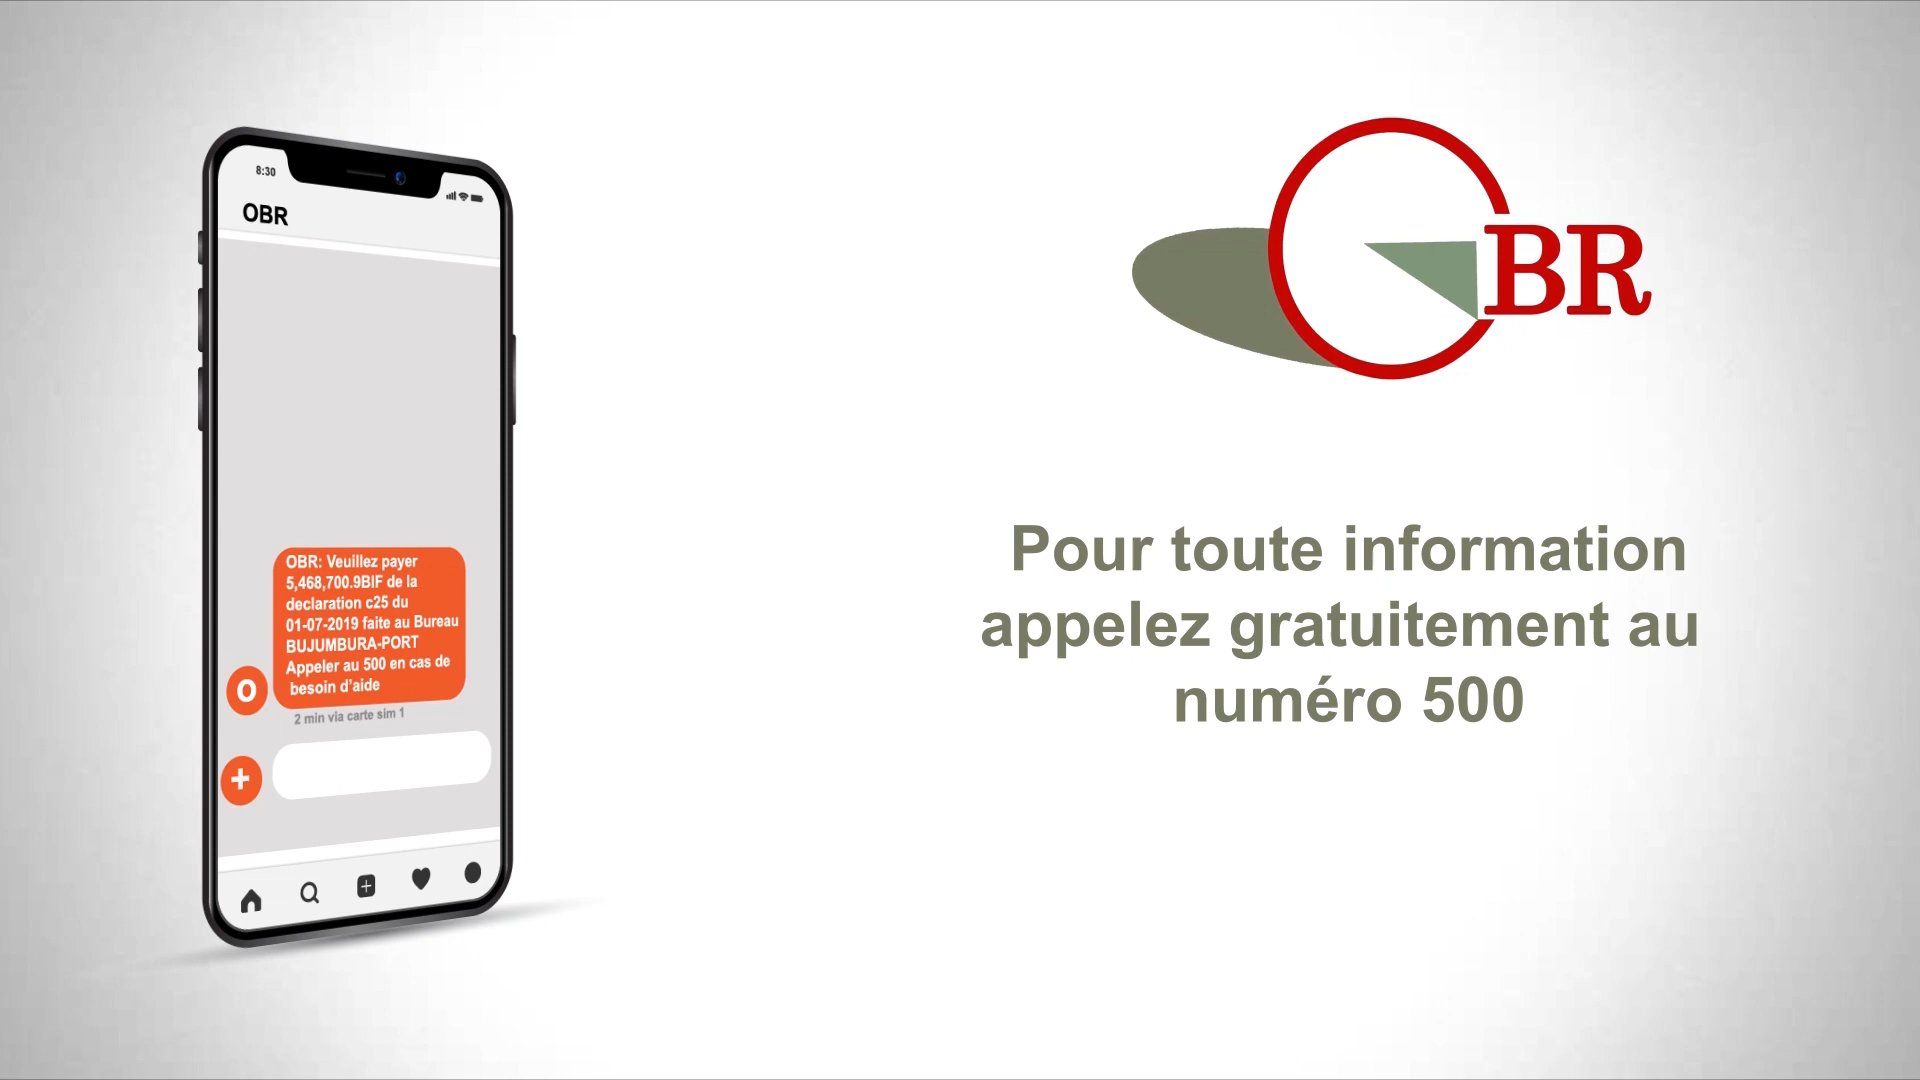 8:30
OBR
OBR: Veuillez payer
5,468,700.9BIF de la
declaration c25 du
01-07-2019 faite au Bureau
BUJUMBURA-PORT
Appeler au 500 en cas de
besoin d'aide
O
2 min via carte sim 1
+
OBR
Pour toute information
appelez gratuitement au
numéro 500